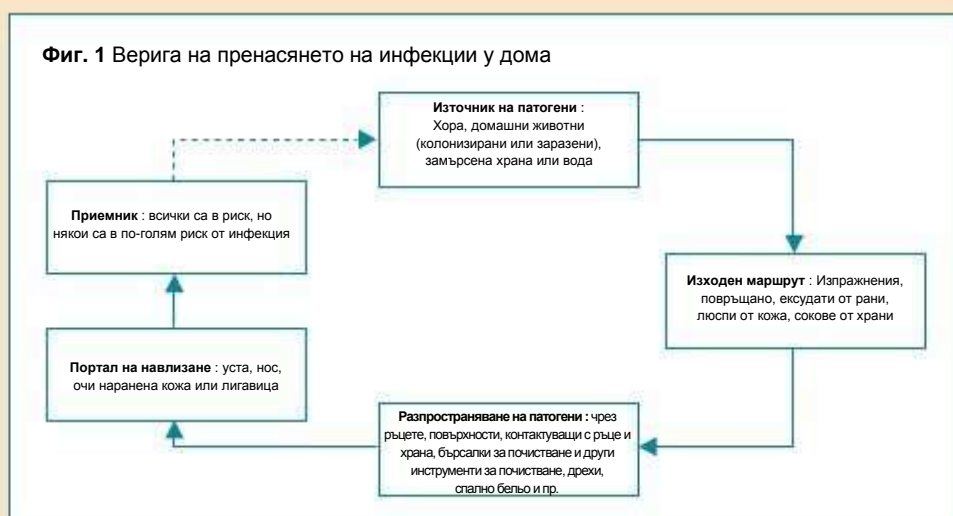 Фиг. 1 Верига на пренасянето на инфекции у дома
Източник на патогени :
Хора, домашни животни
(колонизирани или заразени),
замърсена храна или вода
Приемник : всички са в риск, но
някои са в по-голям риск от инфекция
Изходен маршрут : Изпражнения,
повръщано, ексудати от рани,
люспи от кожа, сокове от храни
Портал на навлизане : уста, нос,
очи наранена кожа или лигавица
Разпространяване на патогени : чрез
ръцете, повърхности, контактуващи с ръце и
храна, бърсалки за почистване и други
инструменти за почистване, дрехи,
спално бельо и пр.